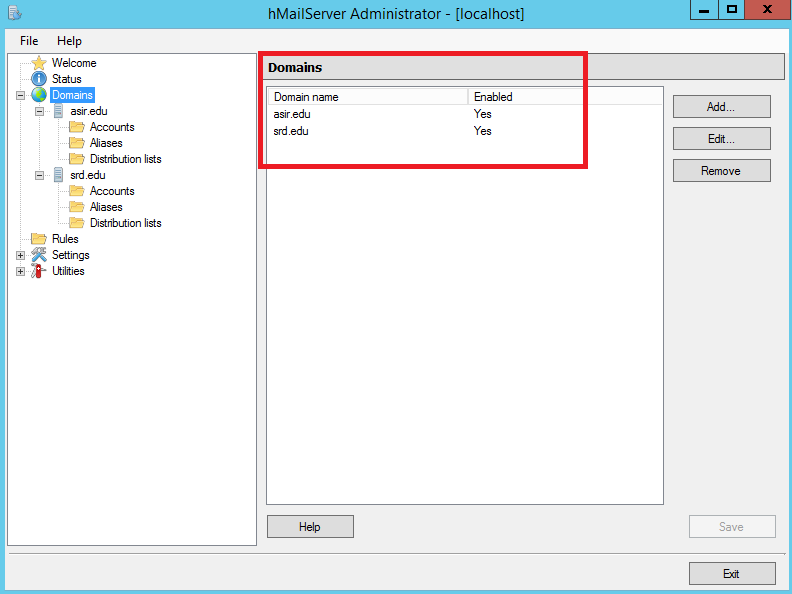 hMailServer Administrator - [localhost]
File Help
Welcome
Status
Domains
asir.edu
Accounts
Aliases
Distribution lists
srd.edu
Accounts
Aliases
Distribution lists
Rules
Settings
Utilities
Domains
Domain name Enabled
asir.edu Yes
srd.edu Yes
Add...
Edit...
Remove
Help
Save
Exit